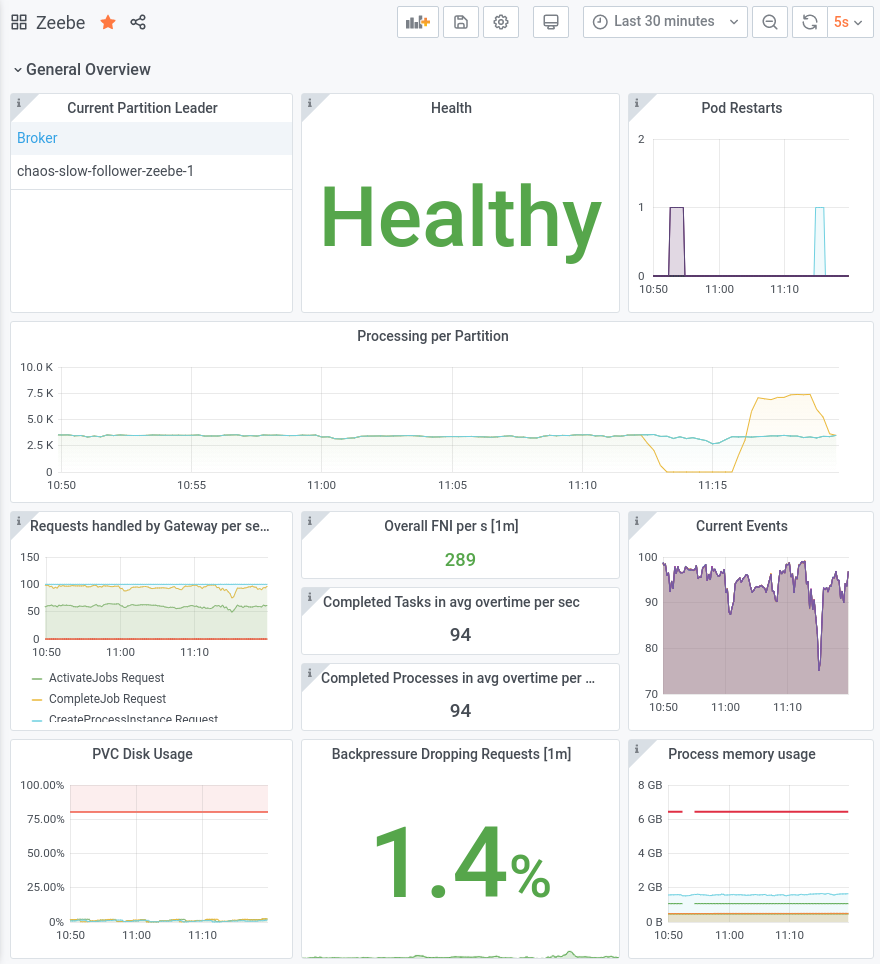 Zeebe
Last 30 minutes
5s
General Overview
Current Partition Leader
Broker
chaos-slow-follower-zeebe-1
Health
Healthy
Pod Restarts
2
1
0
10:50 11:00 11:10
Processing per Partition
10.0 K
7.5 K
5.0 K
2.5 K
0
10:50 10:55 11:00 11:05 11:10 11:15
Requests handled by Gateway per se...
150
100
50
0
10:50 11:00 11:10
ActivateJobs Request
CompleteJob Request
CreateProcessInstance Request
Overall FNI per s [1m]
289
Completed Tasks in avg overtime per sec
94
Completed Processes in avg overtime per ...
94
Current Events
100
90
80
70
10:50 11:00 11:10
PVC Disk Usage
100.00%
75.00%
50.00%
25.00%
0%
10:50 11:00 11:10
Backpressure Dropping Requests [1m]
1.4%
Process memory usage
8 GB
6 GB
4 GB
2 GB
0 B
10:50 11:00 11:10